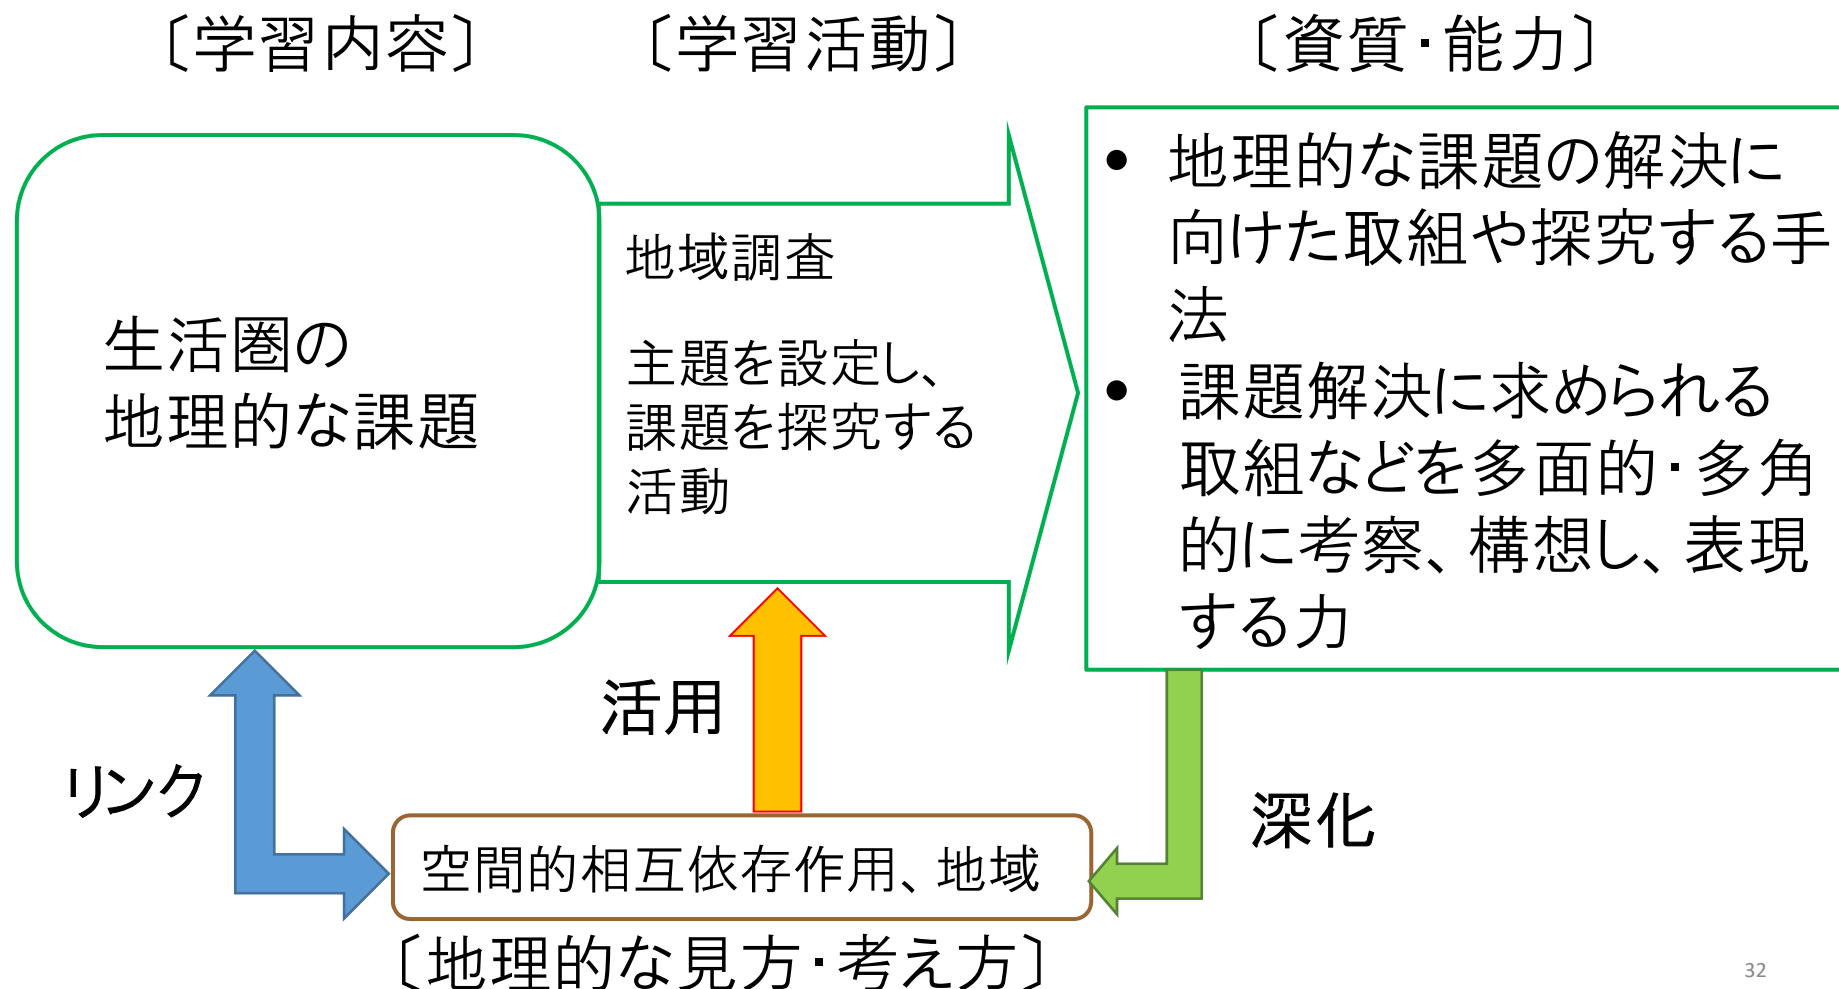 〔学習内容〕
〔学習活動〕
〔資質・能力〕
生活圏の
地理的な課題
地域調査
主題を設定し、
課題を探究する
活動
• 地理的な課題の解決に
向けた取組や探究する手
法
• 課題解決に求められる
取組などを多面的・多角
的に考察、構想し、表現
する力
リンク
活用
深化
空間的相互依存作用、地域
〔地理的な見方・考え方〕
32